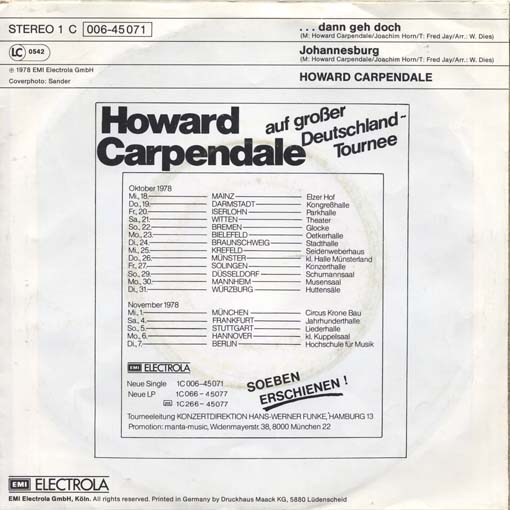 STEREO 1 C 006-45071
LC 0542
℗ 1978 EMI Electrola GmbH
Coverphoto: Sander
. . . dann geh doch
(M: Howard Carpendale/Joachim Horn/T: Fred Jay/Arr.: W. Dies)
Johannesburg
(M: Howard Carpendale/Joachim Horn/T: Fred Jay/Arr.: W. Dies)
HOWARD CARPENDALE
Howard Carpendale
auf großer Deutschland-Tournee
Oktober 1978
Mi, 18. MAINZ Elzer Hof
Do, 19. DARMSTADT Kongreßhalle
Fr, 20. ISERLOHN Parkhalle
Sa, 21. WITTEN Theater
So, 22. BREMEN Glocke
Mo, 23. BIELEFELD Oetkerhalle
Di, 24. BRAUNSCHWEIG Stadthalle
Mi, 25. KREFELD Seidenweberhaus
Do, 26. MÜNSTER kl. Halle Münsterland
Fr, 27. SOLINGEN Konzerthalle
So, 29. DÜSSELDORF Schumannsaal
Mo, 30. MANNHEIM Musensaal
Di, 31. WÜRZBURG Huttensäle
November 1978
Mi, 1. MÜNCHEN Circus Krone Bau
Sa, 4. FRANKFURT Jahrhunderthalle
So, 5. STUTTGART Liederhalle
Mo, 6. HANNOVER kl. Kuppelsaal
Di, 7. BERLIN Hochschule für Musik
EMI ELECTROLA
Neue Single 1C 006-45071
Neue LP 1C 066-45077
1C 266-45077
SOEBEN ERSCHIENEN !
Tourneeleitung KONZERTDIREKTION HANS-WERNER FUNKE, HAMBURG 13
Promotion: manta-music, Widenmayerstr. 38, 8000 München 22
EMI ELECTROLA
EMI Electrola GmbH, Köln. All rights reserved. Printed in Germany by Druckhaus Maack KG, 5880 Lüdenscheid